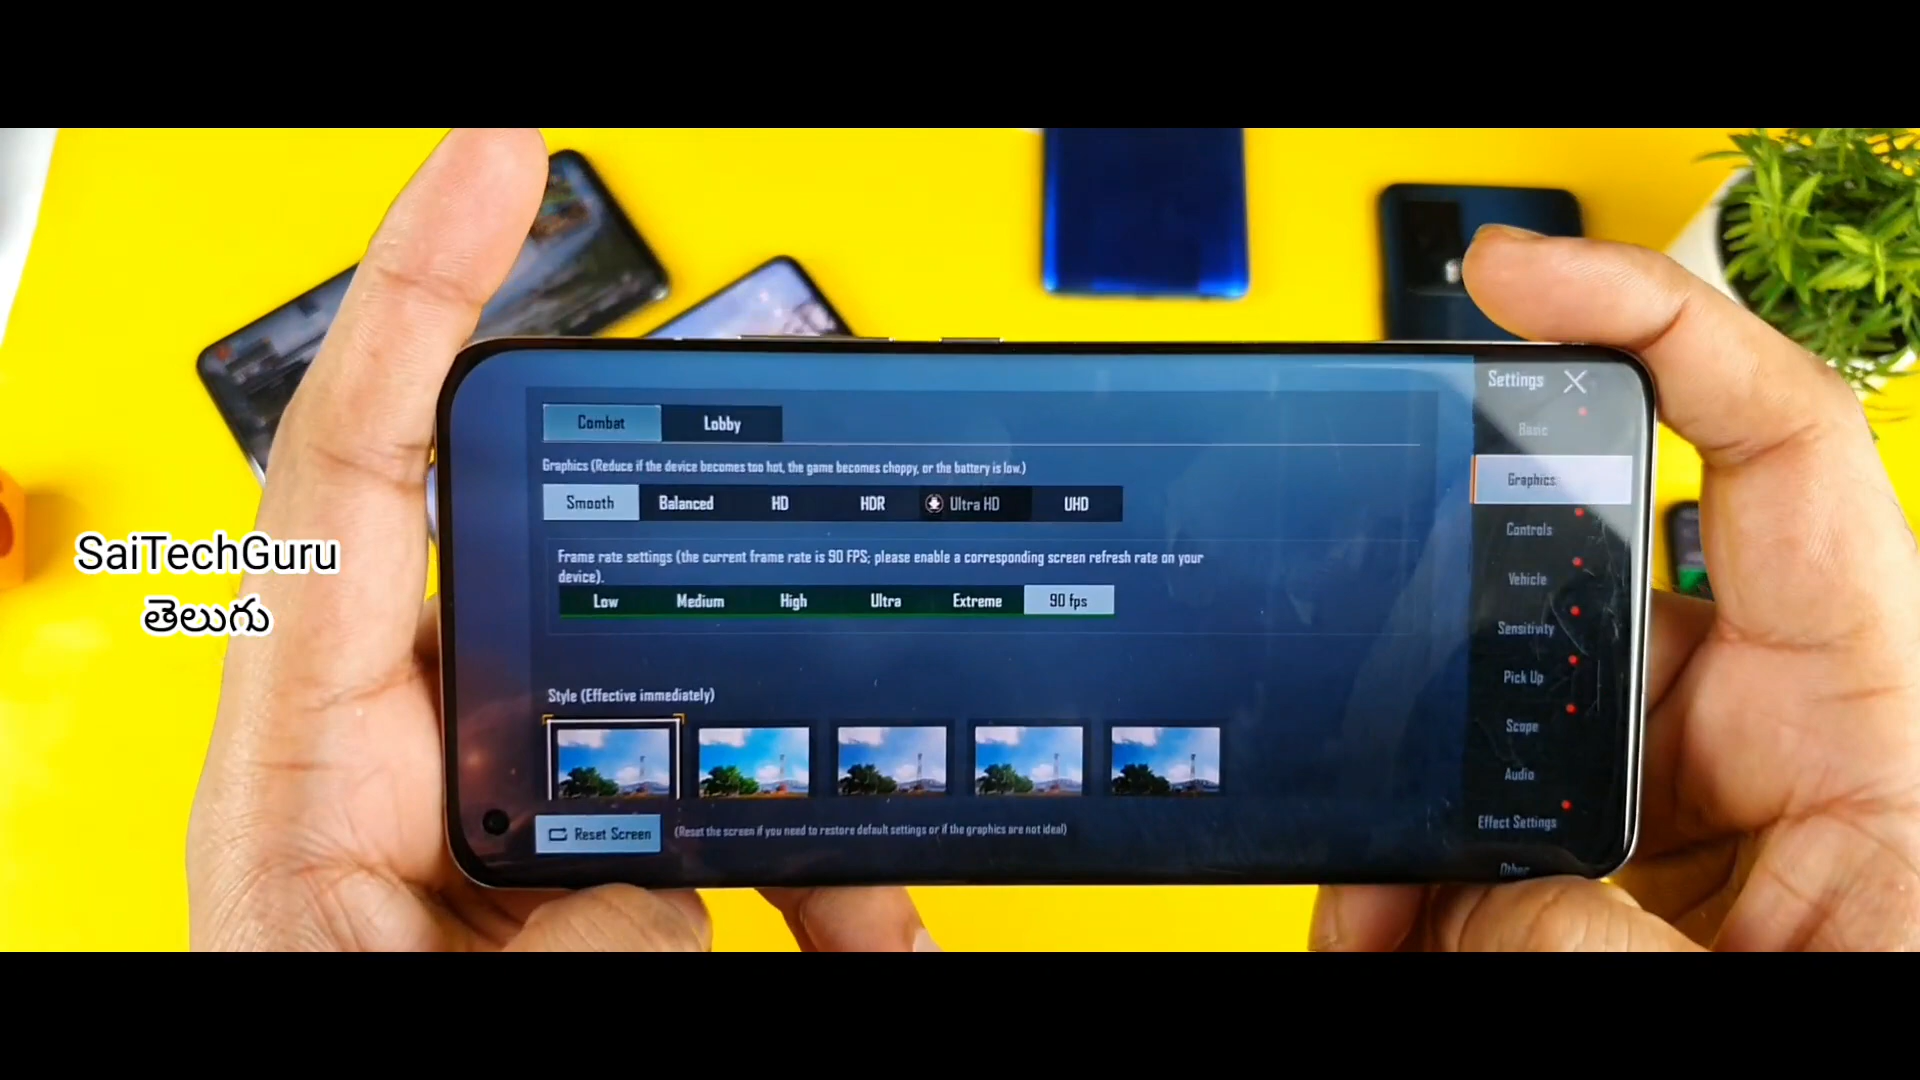 Settings
Combat
Lobby
Basic
Graphics (Reduce if the device becomes too hot, the game becomes choppy, or the battery is low.)
Graphics
Smooth
Balanced
HD
HDR
Ultra HD
UHD
Controls
Frame rate settings (the current frame rate is 90 FPS; please enable a corresponding screen refresh rate on your
device).
Vehicle
Low
Medium
High
Ultra
Extreme
90 fps
SaiTechGuru
తెలుగు
Sensitivity
Pick Up
Style (Effective immediately)
Scope
Audio
Effect Settings
Reset Screen
(Reset the screen if you need to restore default settings or if the graphics are not ideal)
Other